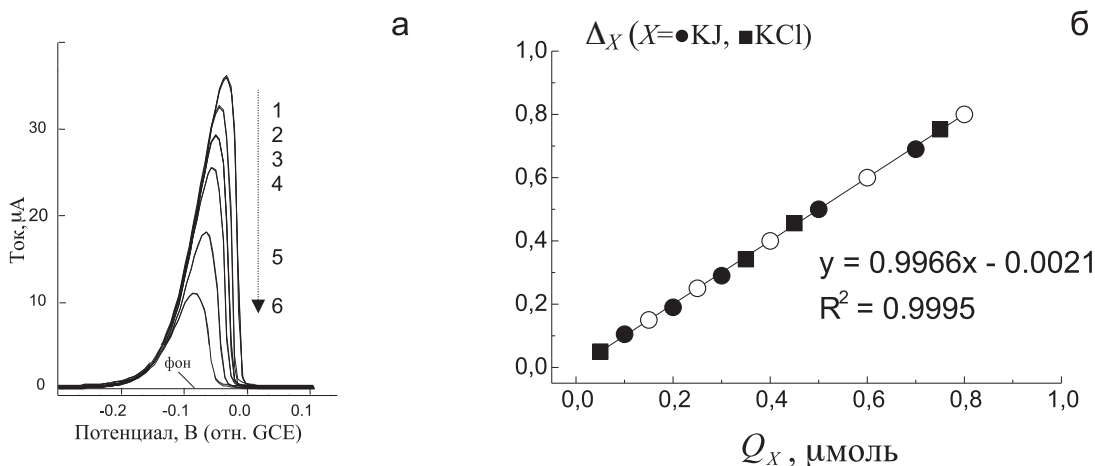 а
Ток,μA
30
20
10
0
1
2
3
4
5
6
фон
-0.2
-0.1
0.0
0.1
Потенциал, В (отн. GCE)
б
Δ_X (X=●KJ, ■KCl)
1,0
0,8
0,6
0,4
0,2
0,0
y = 0.9966x - 0.0021
R² = 0.9995
0,0
0,2
0,4
0,6
0,8
1,0
Q_X , μмоль